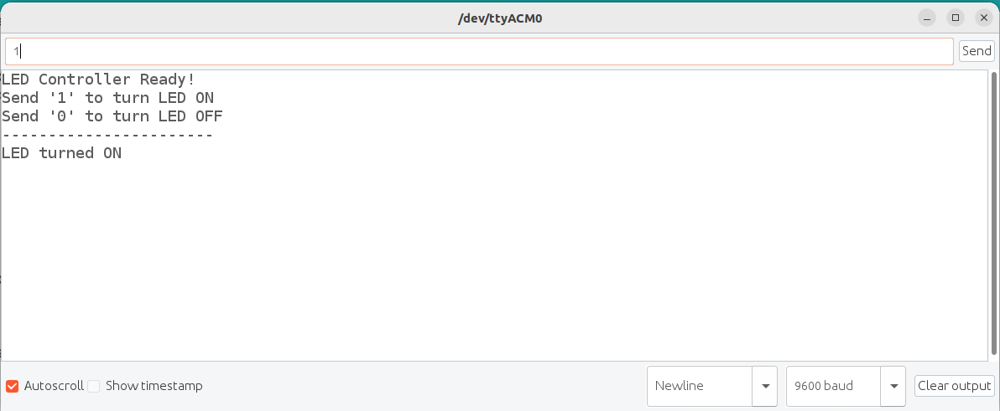 /dev/ttyACM0
1
Send
LED Controller Ready!
Send '1' to turn LED ON
Send '0' to turn LED OFF
-----------------------
LED turned ON
Autoscroll
Show timestamp
Newline
9600 baud
Clear output